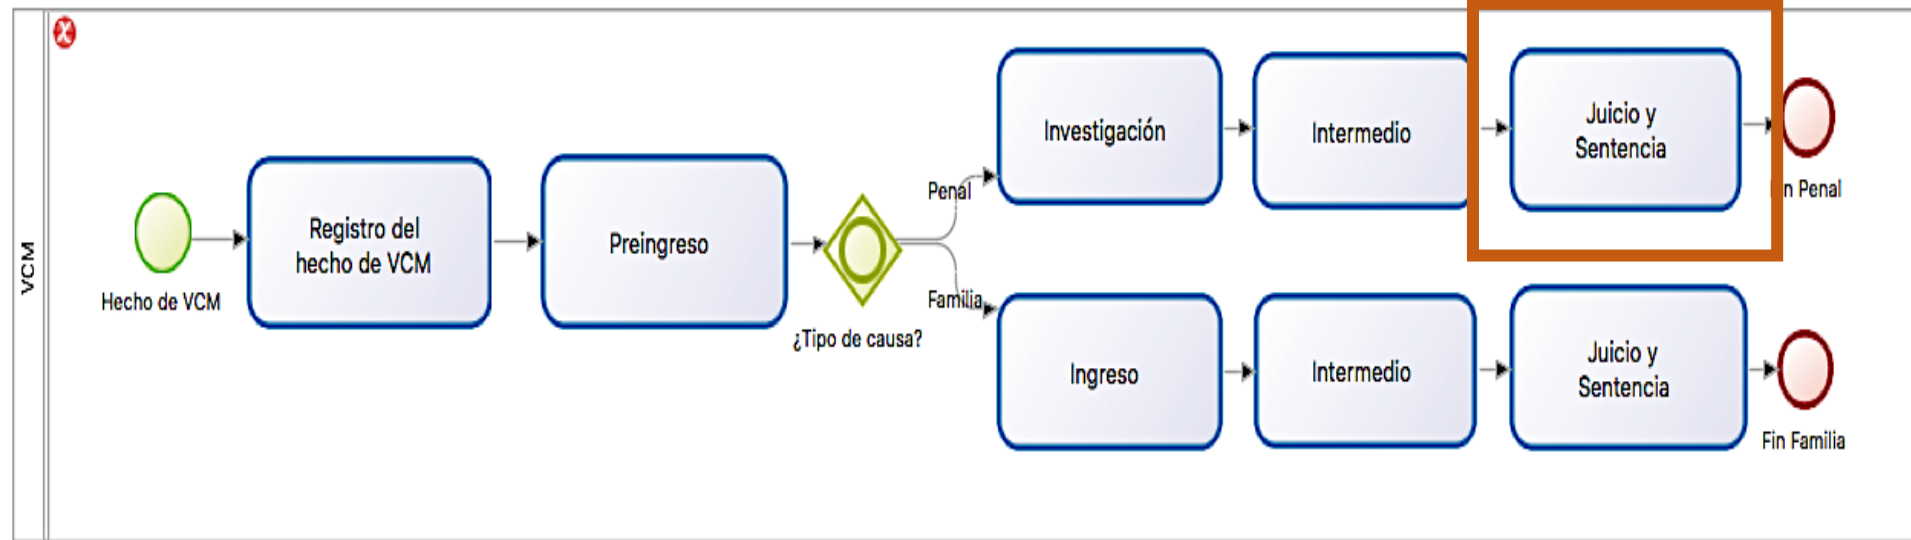 VCM
Hecho de VCM
Registro del
hecho de VCM
Preingreso
¿Tipo de causa?
Penal
Investigación
Intermedio
Juicio y
Sentencia
n Penal
Familia
Ingreso
Intermedio
Juicio y
Sentencia
Fin Familia